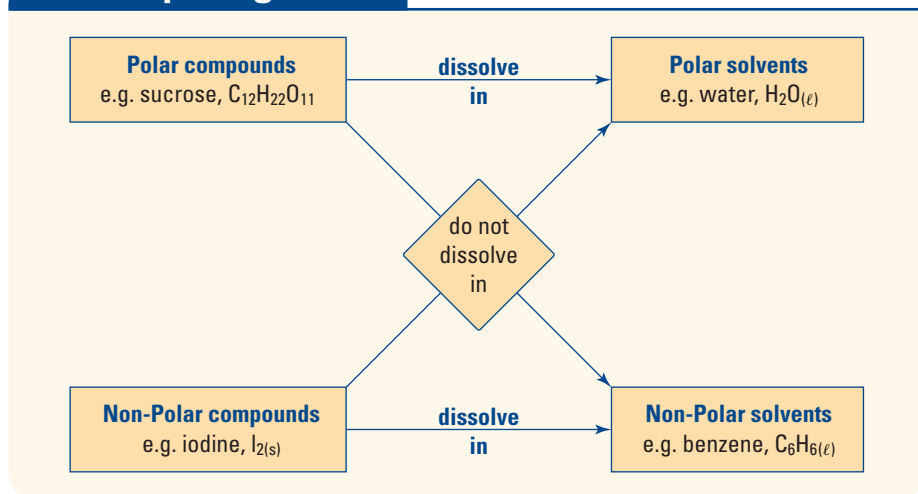 Polar compounds
e.g. sucrose, C₁₂H₂₂O₁₁
dissolve
in
Polar solvents
e.g. water, H₂O₍ℓ₎
do not
dissolve
in
Non-Polar compounds
e.g. iodine, I₂₍s₎
dissolve
in
Non-Polar solvents
e.g. benzene, C₆H₆₍ℓ₎